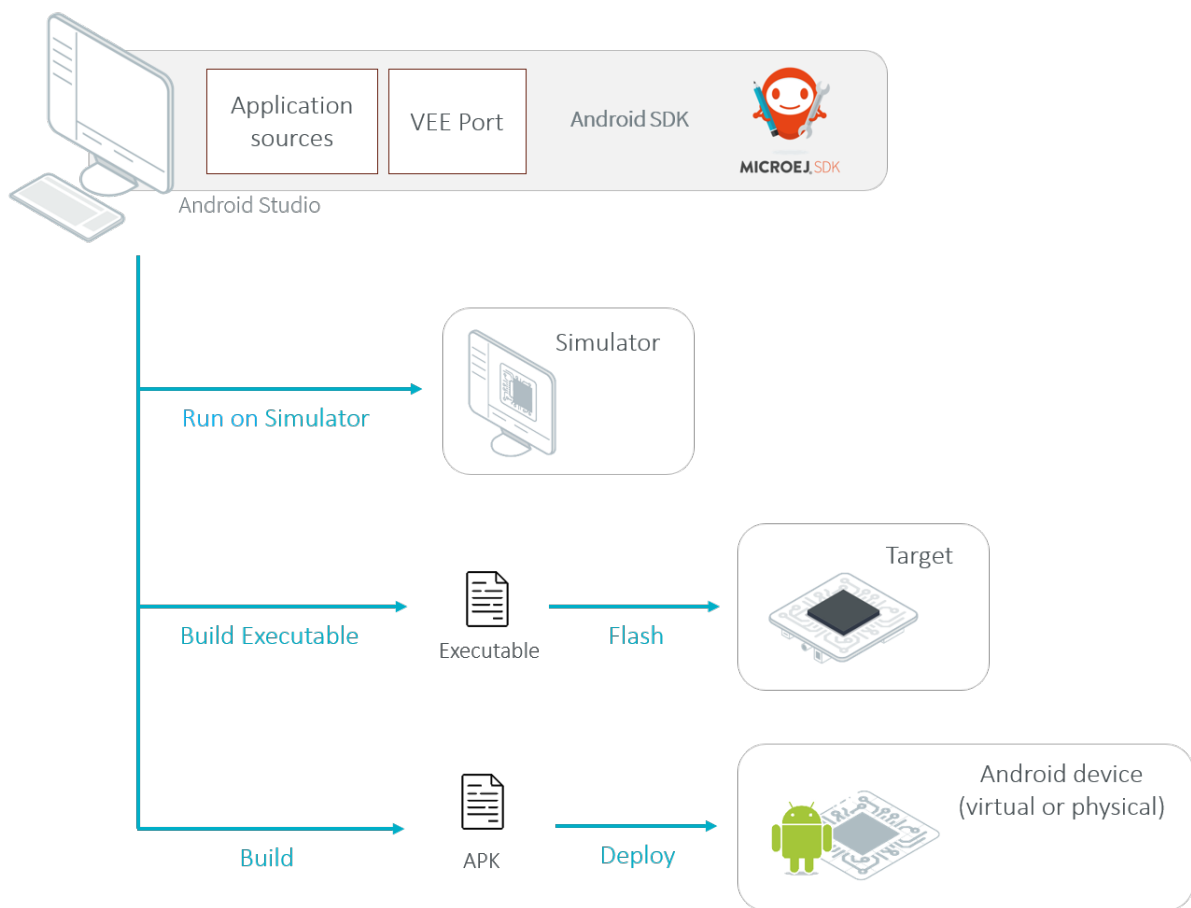 Application
sources
VEE Port
Android SDK
MICROEJ SDK
Android Studio
Simulator
Run on Simulator
Target
Build Executable
Executable
Flash
Android device
(virtual or physical)
Build
APK
Deploy